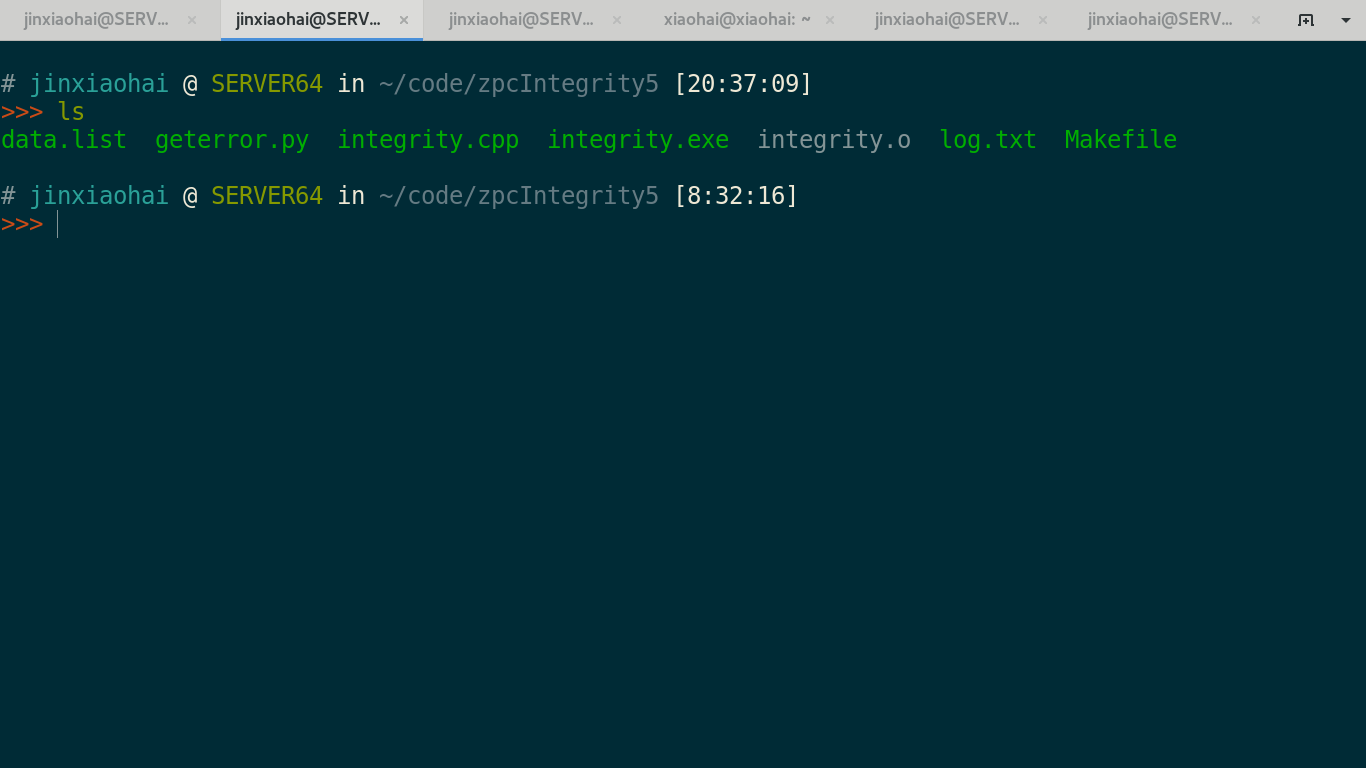 jinxiaohai@SERV... × jinxiaohai@SERV... × jinxiaohai@SERV... × xiaohai@xiaohai: ~ × jinxiaohai@SERV... × jinxiaohai@SERV... ×
# jinxiaohai @ SERVER64 in ~/code/zpcIntegrity5 [20:37:09]
>>> ls
data.list  geterror.py  integrity.cpp  integrity.exe  integrity.o  log.txt  Makefile
# jinxiaohai @ SERVER64 in ~/code/zpcIntegrity5 [8:32:16]
>>>